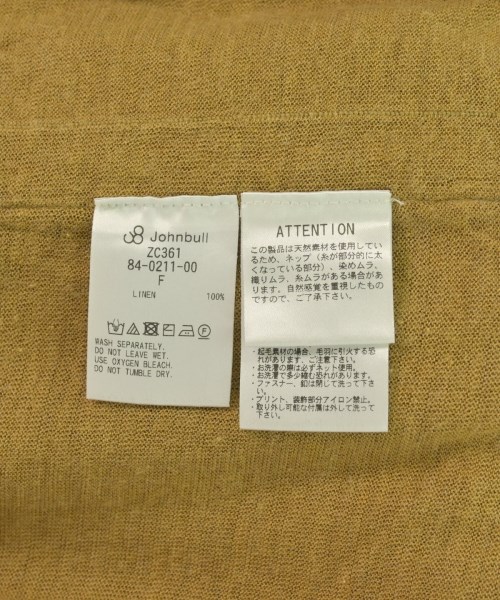 Johnbull
ZC361
84-0211-00
F
LINEN 100%
WASH SEPARATELY.
DO NOT LEAVE WET.
USE OXYGEN BLEACH.
DO NOT TUMBLE DRY.
ATTENTION
この製品は天然素材を使用してい
るため、ネップ（糸が部分的に太
くなっている部分）、染めムラ、
織りムラ、糸ムラがある場合があ
ります。自然感覚を重視したもの
ですので、ご了承下さい。
・起毛素材の場合、毛羽に引火する恐
れがあります、ご注意下さい。
・お洗濯の際は必ずネット使用。
・お洗濯で多少縮む恐れがあります。
・ファスナー、釦は閉じて洗って下さ
い。
・プリント、装飾部分アイロン禁止。
・取り外し可能な付属は外して洗って
下さい。